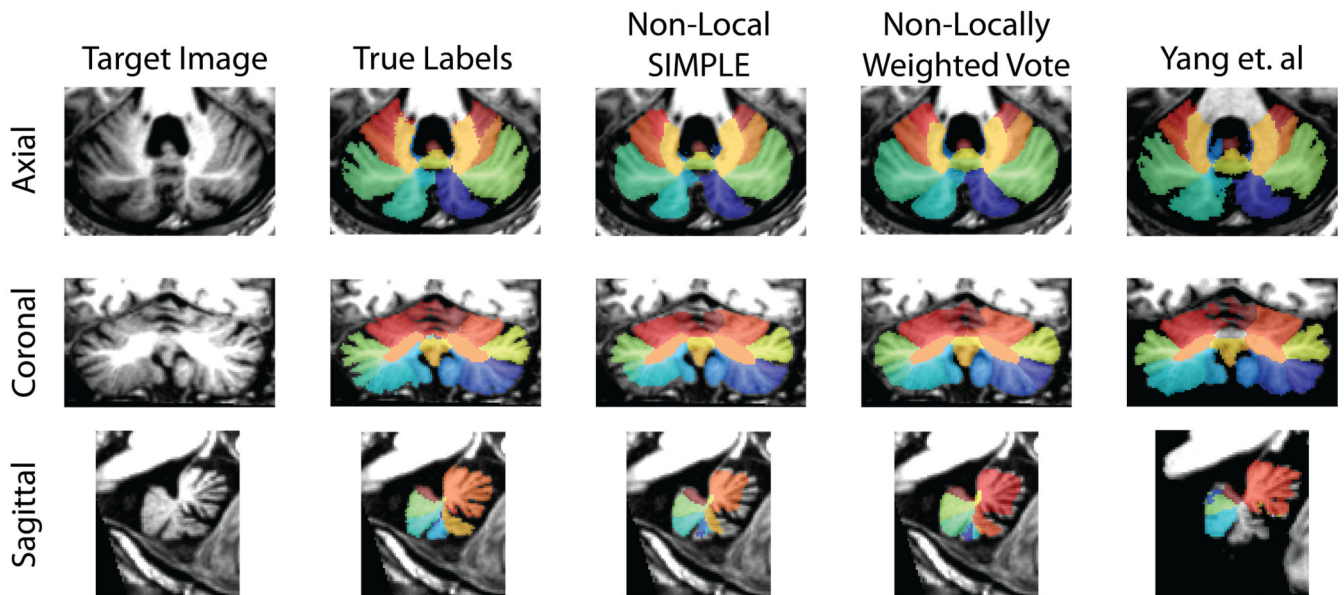 Target Image
True Labels
Non-Local
SIMPLE
Non-Locally
Weighted Vote
Yang et. al
Axial
Coronal
Sagittal